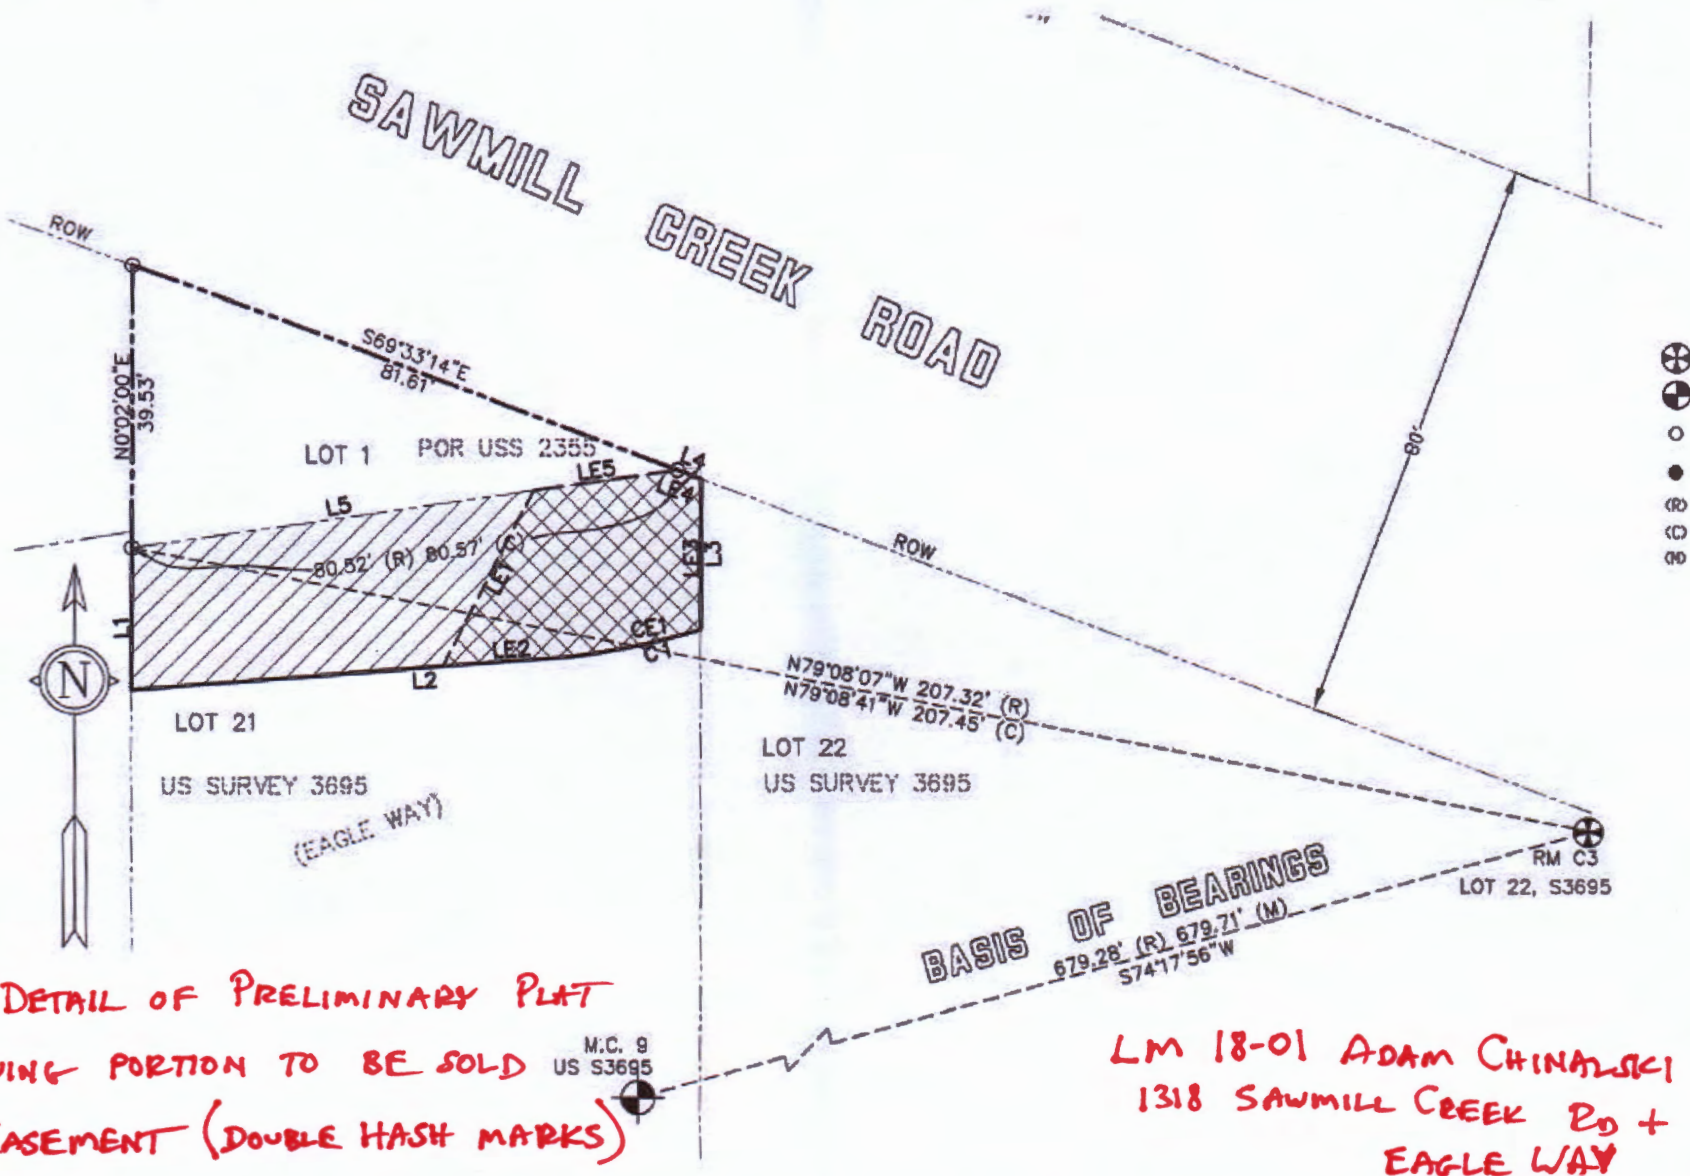 SAWMILL CREEK ROAD
ROW
S69°33'14"E
81.61'
N0°02'00"E
39.53'
LOT 1 POR USS 2355
L4
LE5
LE4
L5
80.52' (R) 80.57' (C)
LE1
LE3
L3
80'
ROW
(R)
(C)
(M)
L1
CE1
LE2
C1
L2
N
N79°08'07"W 207.32' (R)
N79°08'41"W 207.45' (C)
LOT 21
US SURVEY 3695
LOT 22
US SURVEY 3695
(EAGLE WAY)
RM C3
LOT 22, S3695
BASIS OF BEARINGS
679.28' (R) 679.71' (M)
S74°17'56"W
M.C. 9
US S3695
DETAIL OF PRELIMINARY PLAT
PORTION TO BE SOLD
(DOUBLE HASH MARKS)
LM 18-01 ADAM CHINALSKI
1318 SAWMILL CREEK RD +
EAGLE WAY